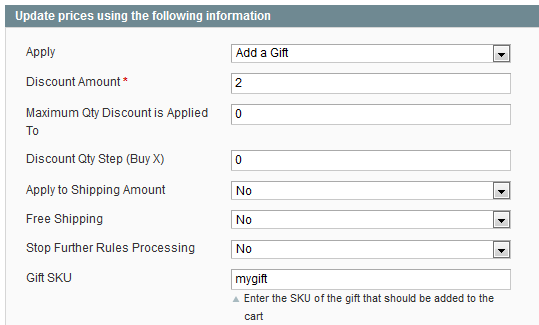 Update prices using the following information
Apply
Add a Gift
Discount Amount *
2
Maximum Qty Discount is Applied
To
0
Discount Qty Step (Buy X)
0
Apply to Shipping Amount
No
Free Shipping
No
Stop Further Rules Processing
No
Gift SKU
mygift
Enter the SKU of the gift that should be added to the
cart